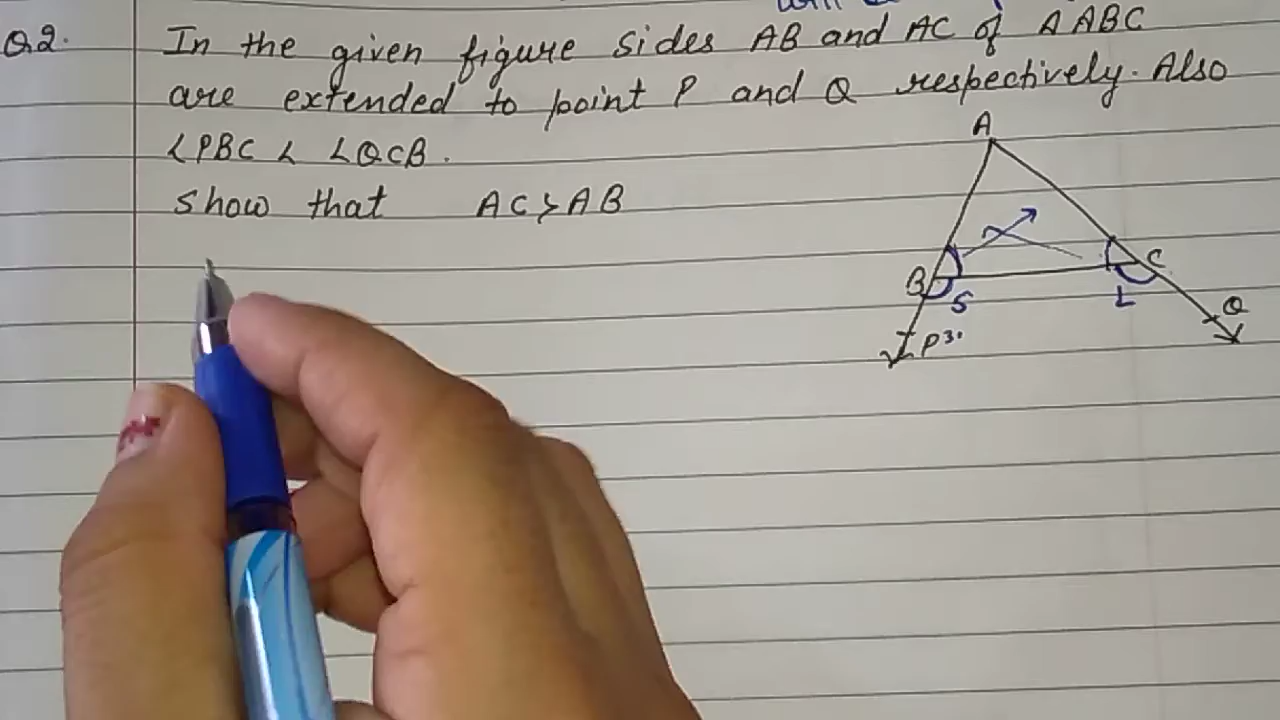 Q2.
In the given figure sides AB and AC of Δ ABC
are extended to point P and Q respectively. Also
∠PBC < ∠QCB.
Show that AC > AB
A
B
C
S
L
P
Q